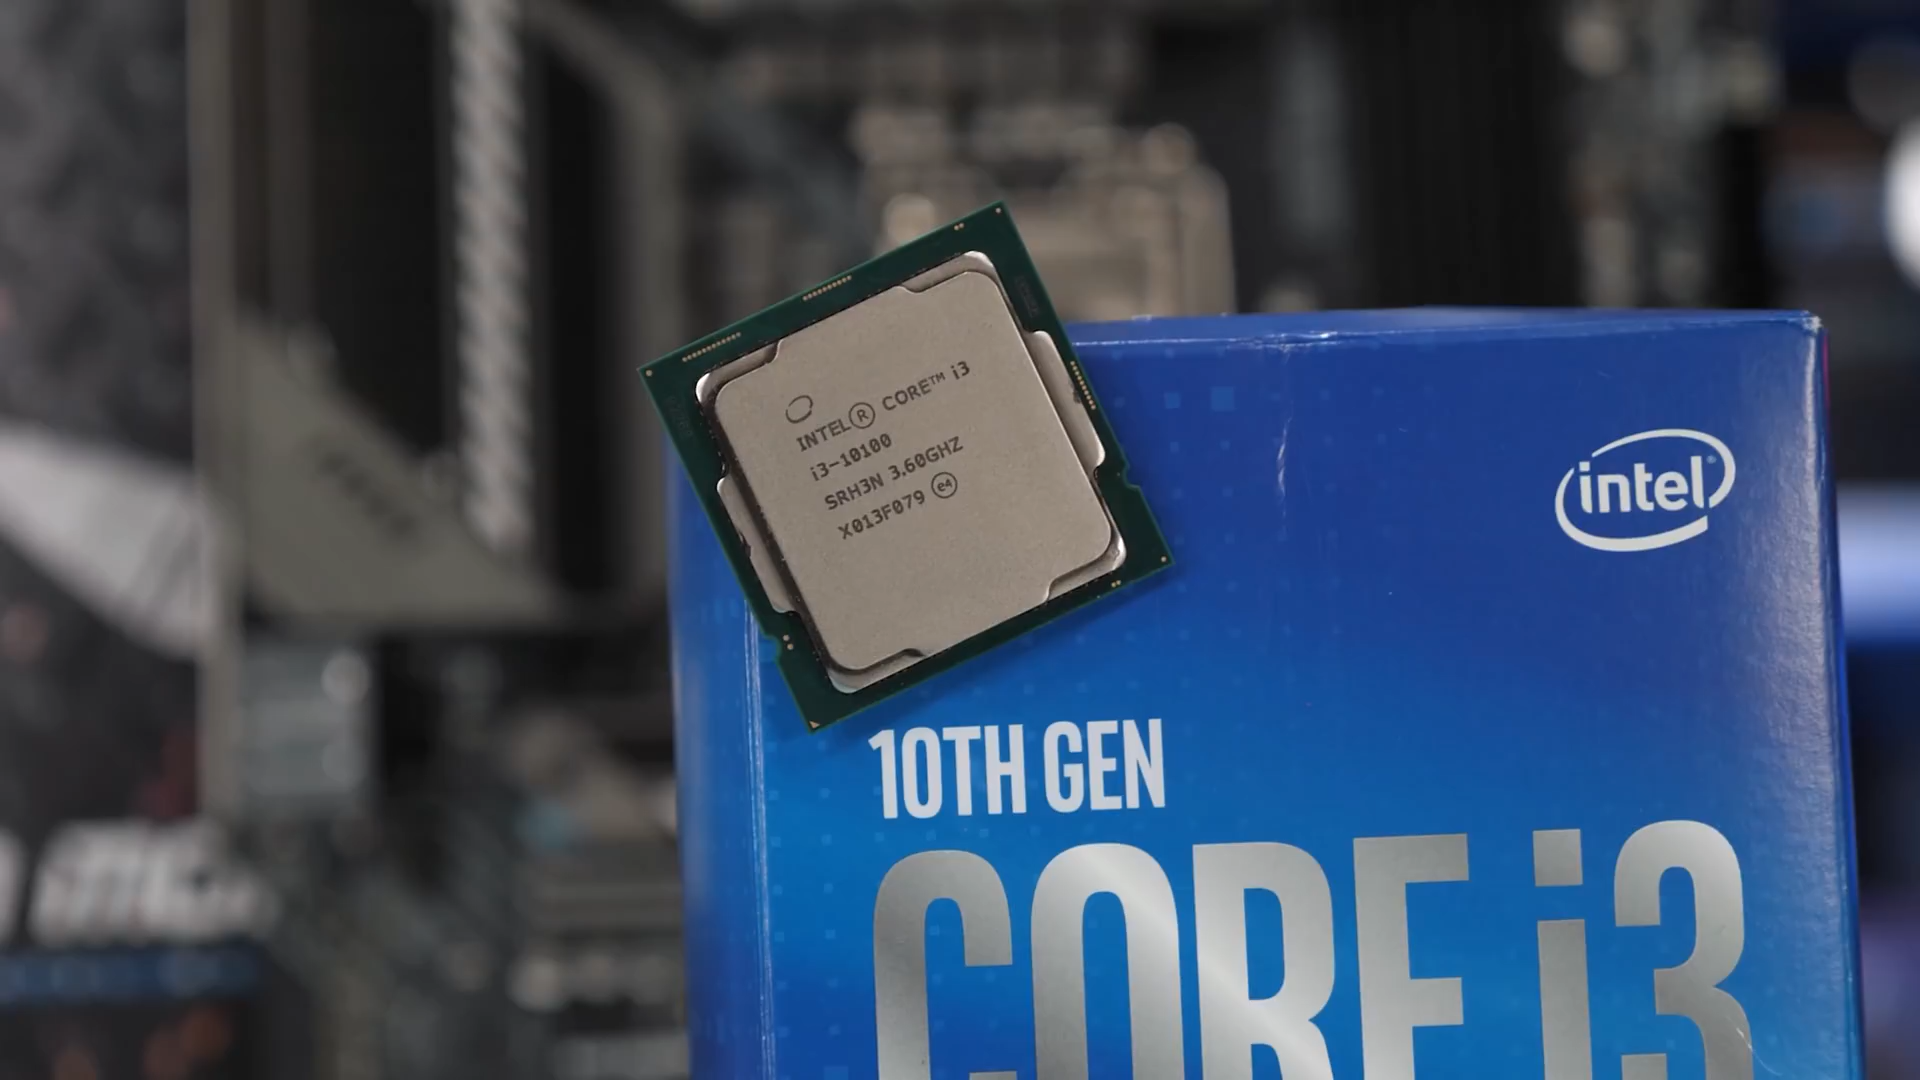 INTEL® CORE™ i3
i3-10100
SRH3N 3.60GHZ
X013F079 e4
intel®
10TH GEN
CORE i3